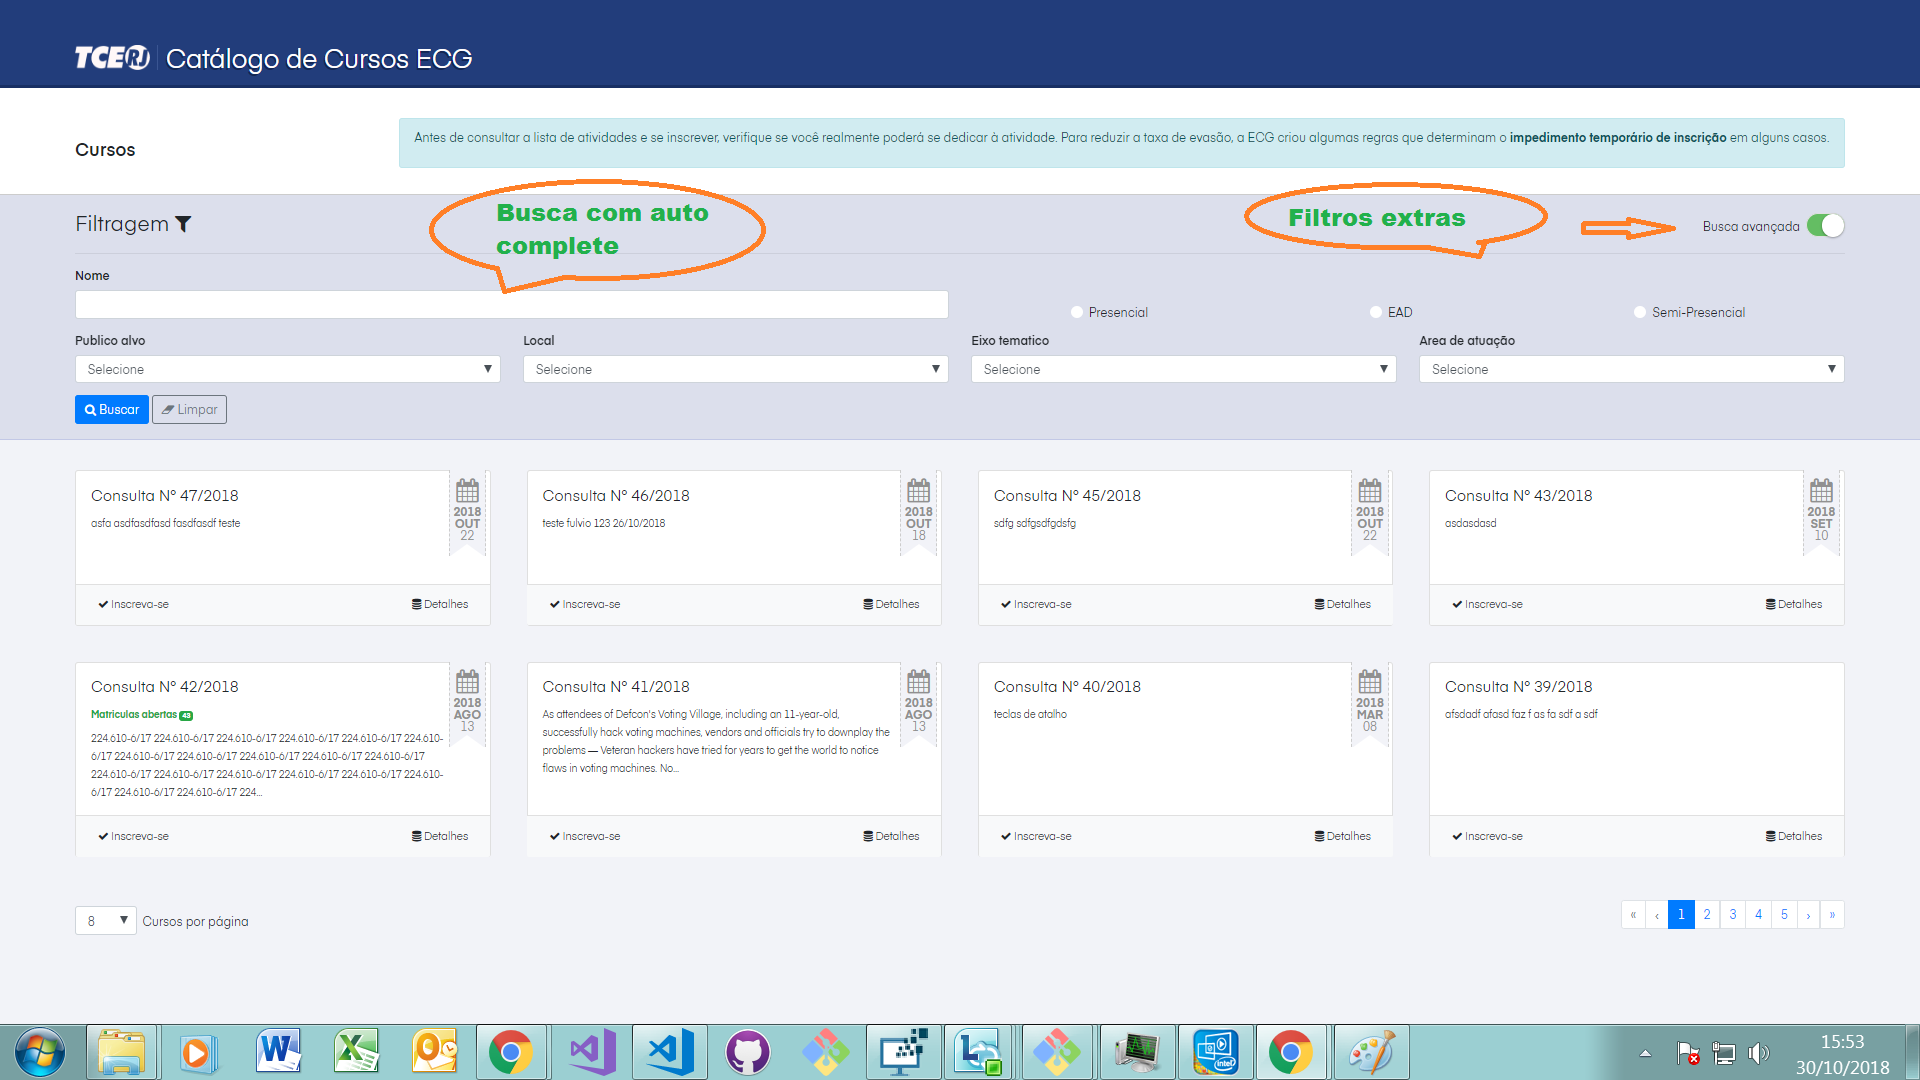 TCERJ Catálogo de Cursos ECG
Cursos
Antes de consultar a lista de atividades e se inscrever, verifique se você realmente poderá se dedicar à atividade. Para reduzir a taxa de evasão, a ECG criou algumas regras que determinam o impedimento temporário de inscrição em alguns casos.
Filtragem
Busca com auto
complete
Filtros extras
Busca avançada
Nome
Presencial EAD Semi-Presencial
Publico alvo Local Eixo tematico Area de atuação
Selecione Selecione Selecione Selecione
Buscar Limpar
Consulta Nº 47/2018
asfa asdfasdfasd fasdfasdf teste
2018
OUT
22
Inscreva-se Detalhes
Consulta Nº 46/2018
teste fulvio 123 26/10/2018
2018
OUT
18
Inscreva-se Detalhes
Consulta Nº 45/2018
sdfg sdfgsdfgdsfg
2018
OUT
22
Inscreva-se Detalhes
Consulta Nº 43/2018
asdasdasd
2018
SET
10
Inscreva-se Detalhes
Consulta Nº 42/2018
Matriculas abertas 43
224.610-6/17 224.610-6/17 224.610-6/17 224.610-6/17 224.610-6/17 224.610-
6/17 224.610-6/17 224.610-6/17 224.610-6/17 224.610-6/17 224.610-6/17
224.610-6/17 224.610-6/17 224.610-6/17 224.610-6/17 224.610-6/17 224.610-
6/17 224.610-6/17 224.610-6/17 224...
2018
AGO
13
Inscreva-se Detalhes
Consulta Nº 41/2018
As attendees of Defcon's Voting Village, including an 11-year-old,
successfully hack voting machines, vendors and officials try to downplay the
problems — Veteran hackers have tried for years to get the world to notice
flaws in voting machines. No...
2018
AGO
13
Inscreva-se Detalhes
Consulta Nº 40/2018
teclas de atalho
2018
MAR
08
Inscreva-se Detalhes
Consulta Nº 39/2018
afsdadf afasd faz f as fa sdf a sdf
Inscreva-se Detalhes
8 Cursos por página
« ‹ 1 2 3 4 5 › »
15:53
30/10/2018